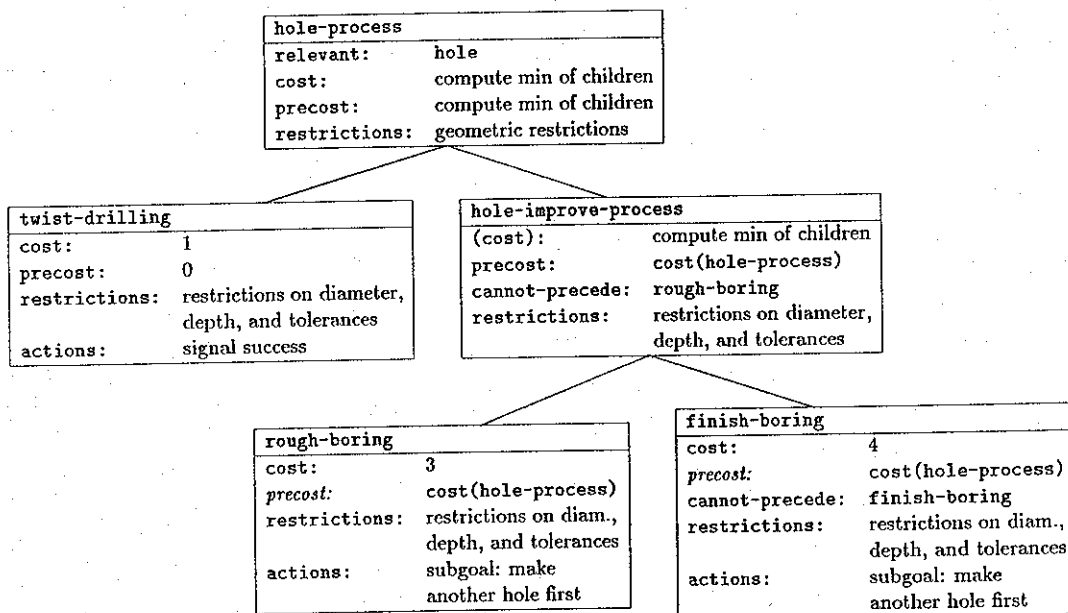 hole-process
relevant: hole
cost: compute min of children
precost: compute min of children
restrictions: geometric restrictions
twist-drilling
cost: 1
precost: 0
restrictions: restrictions on diameter,
depth, and tolerances
actions: signal success
hole-improve-process
(cost): compute min of children
precost: cost(hole-process)
cannot-precede: rough-boring
restrictions: restrictions on diameter,
depth, and tolerances
rough-boring
cost: 3
precost: cost(hole-process)
restrictions: restrictions on diam.,
depth, and tolerances
actions: subgoal: make
another hole first
finish-boring
cost: 4
precost: cost(hole-process)
cannot-precede: finish-boring
restrictions: restrictions on diam.,
depth, and tolerances
actions: subgoal: make
another hole first